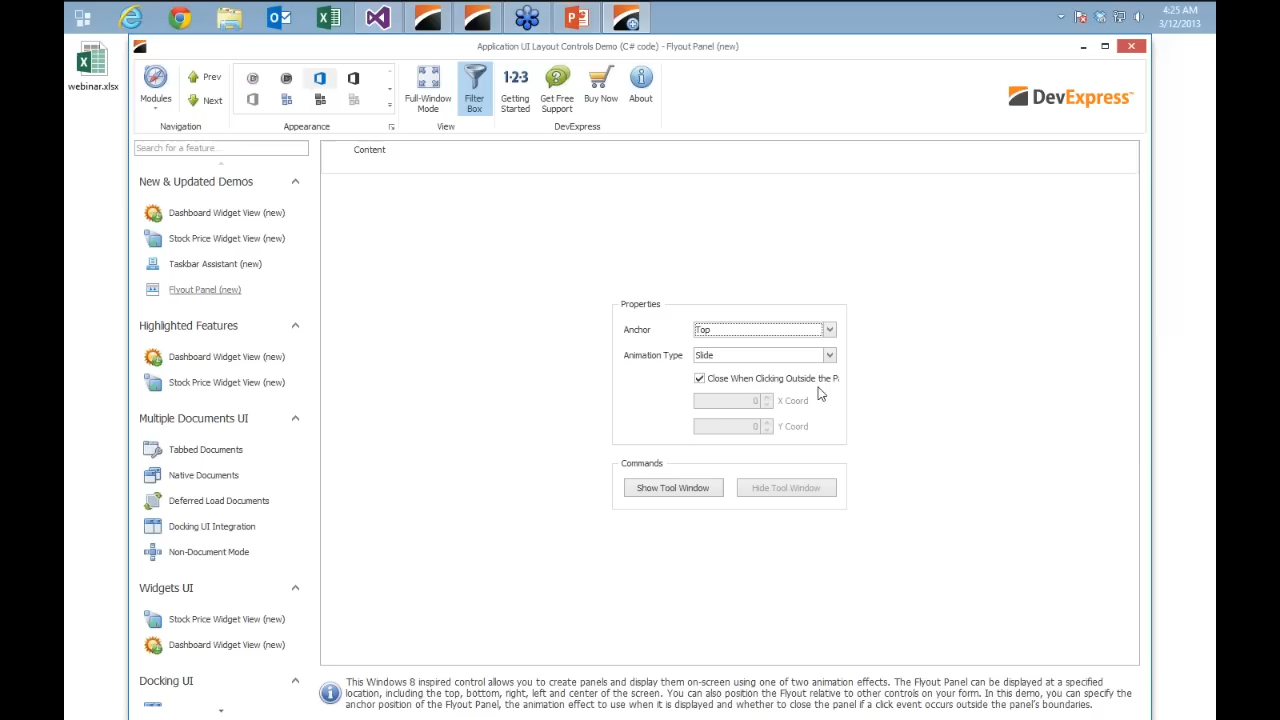 4:25 AM
3/12/2013
webinar.xlsx
Application UI Layout Controls Demo (C# code) - Flyout Panel (new)
Modules
Prev
Next
Navigation
Appearance
Full-Window
Mode
Filter
Box
View
1·2·3
Getting
Started
Get Free
Support
Buy Now
About
DevExpress
DevExpress
Search for a feature...
Content
New & Updated Demos
Dashboard Widget View (new)
Stock Price Widget View (new)
Taskbar Assistant (new)
Flyout Panel (new)
Highlighted Features
Dashboard Widget View (new)
Stock Price Widget View (new)
Multiple Documents UI
Tabbed Documents
Native Documents
Deferred Load Documents
Docking UI Integration
Non-Document Mode
Widgets UI
Stock Price Widget View (new)
Dashboard Widget View (new)
Docking UI
Properties
Anchor
Top
Animation Type
Slide
Close When Clicking Outside the Pa
0
X Coord
0
Y Coord
Commands
Show Tool Window
Hide Tool Window
This Windows 8 inspired control allows you to create panels and display them on-screen using one of two animation effects. The Flyout Panel can be displayed at a specified
location, including the top, bottom, right, left and center of the screen. You can also position the Flyout relative to other controls on your form. In this demo, you can specify the
anchor position of the Flyout Panel, the animation effect to use when it is displayed and whether to close the panel if a click event occurs outside the panel's boundaries.